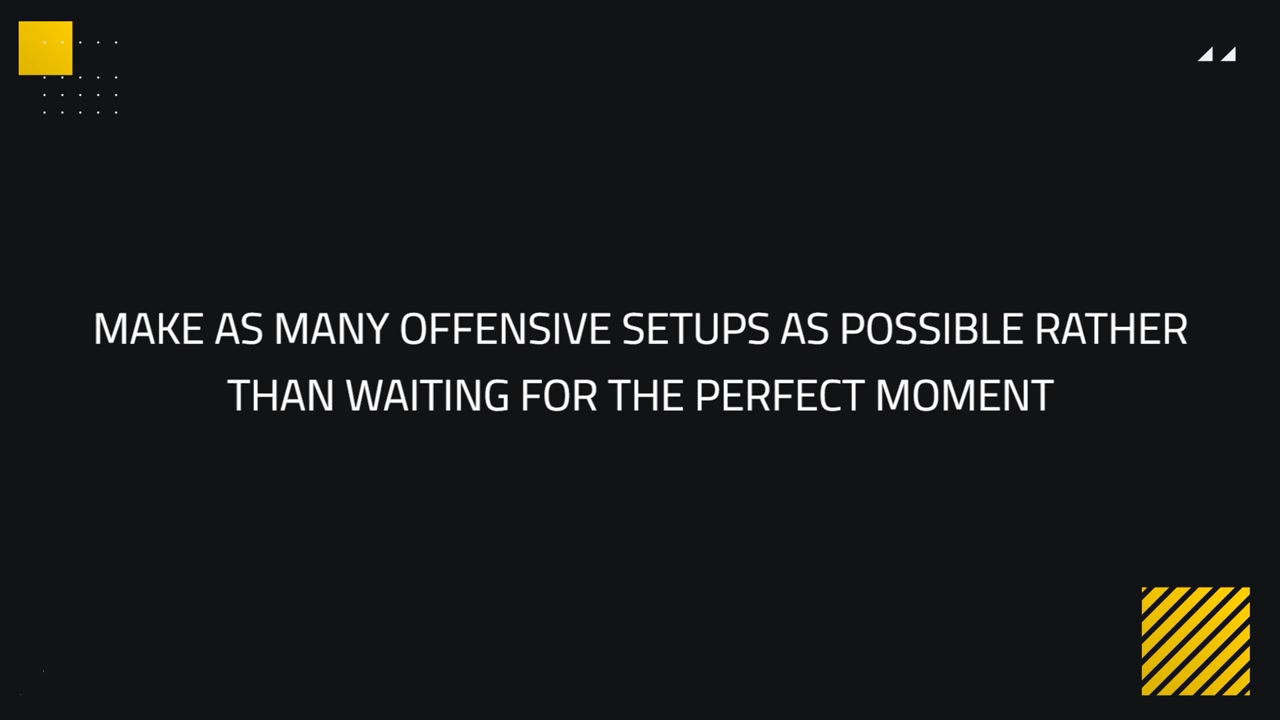 MAKE AS MANY OFFENSIVE SETUPS AS POSSIBLE RATHER
THAN WAITING FOR THE PERFECT MOMENT